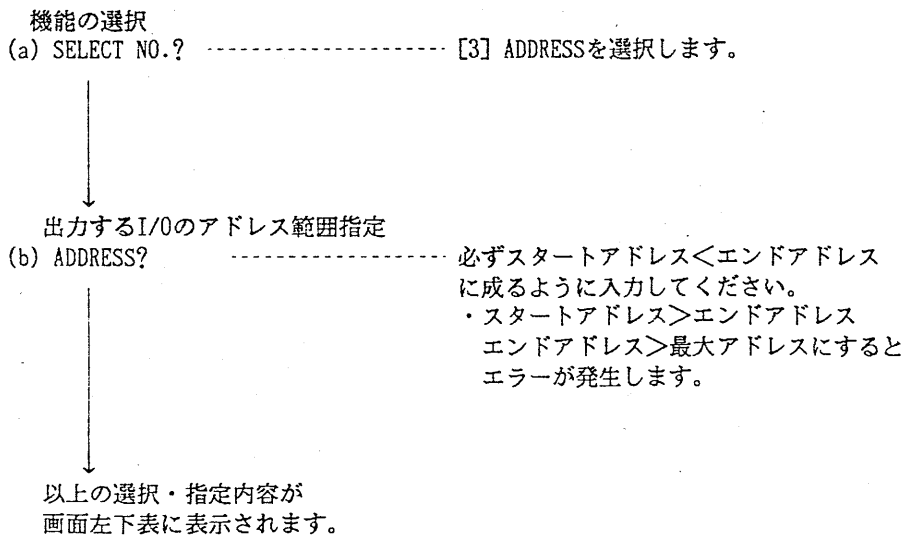 機能の選択
(a) SELECT NO.? ---------------------- [3] ADDRESSを選択します。
出力するI/Oのアドレス範囲指定
(b) ADDRESS? ---------------------- 必ずスタートアドレス＜エンドアドレス
に成るように入力してください。
・スタートアドレス＞エンドアドレス
エンドアドレス＞最大アドレスにすると
エラーが発生します。
以上の選択・指定内容が
画面左下表に表示されます。